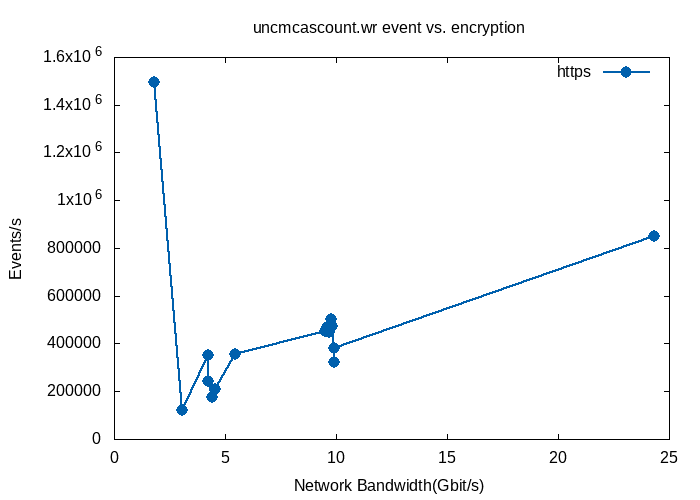 uncmcascount.wr event vs. encryption
1.6x10 6
1.4x10 6
1.2x10 6
1x10 6
800000
600000
400000
200000
0
Events/s
https
0 5 10 15 20 25
Network Bandwidth(Gbit/s)